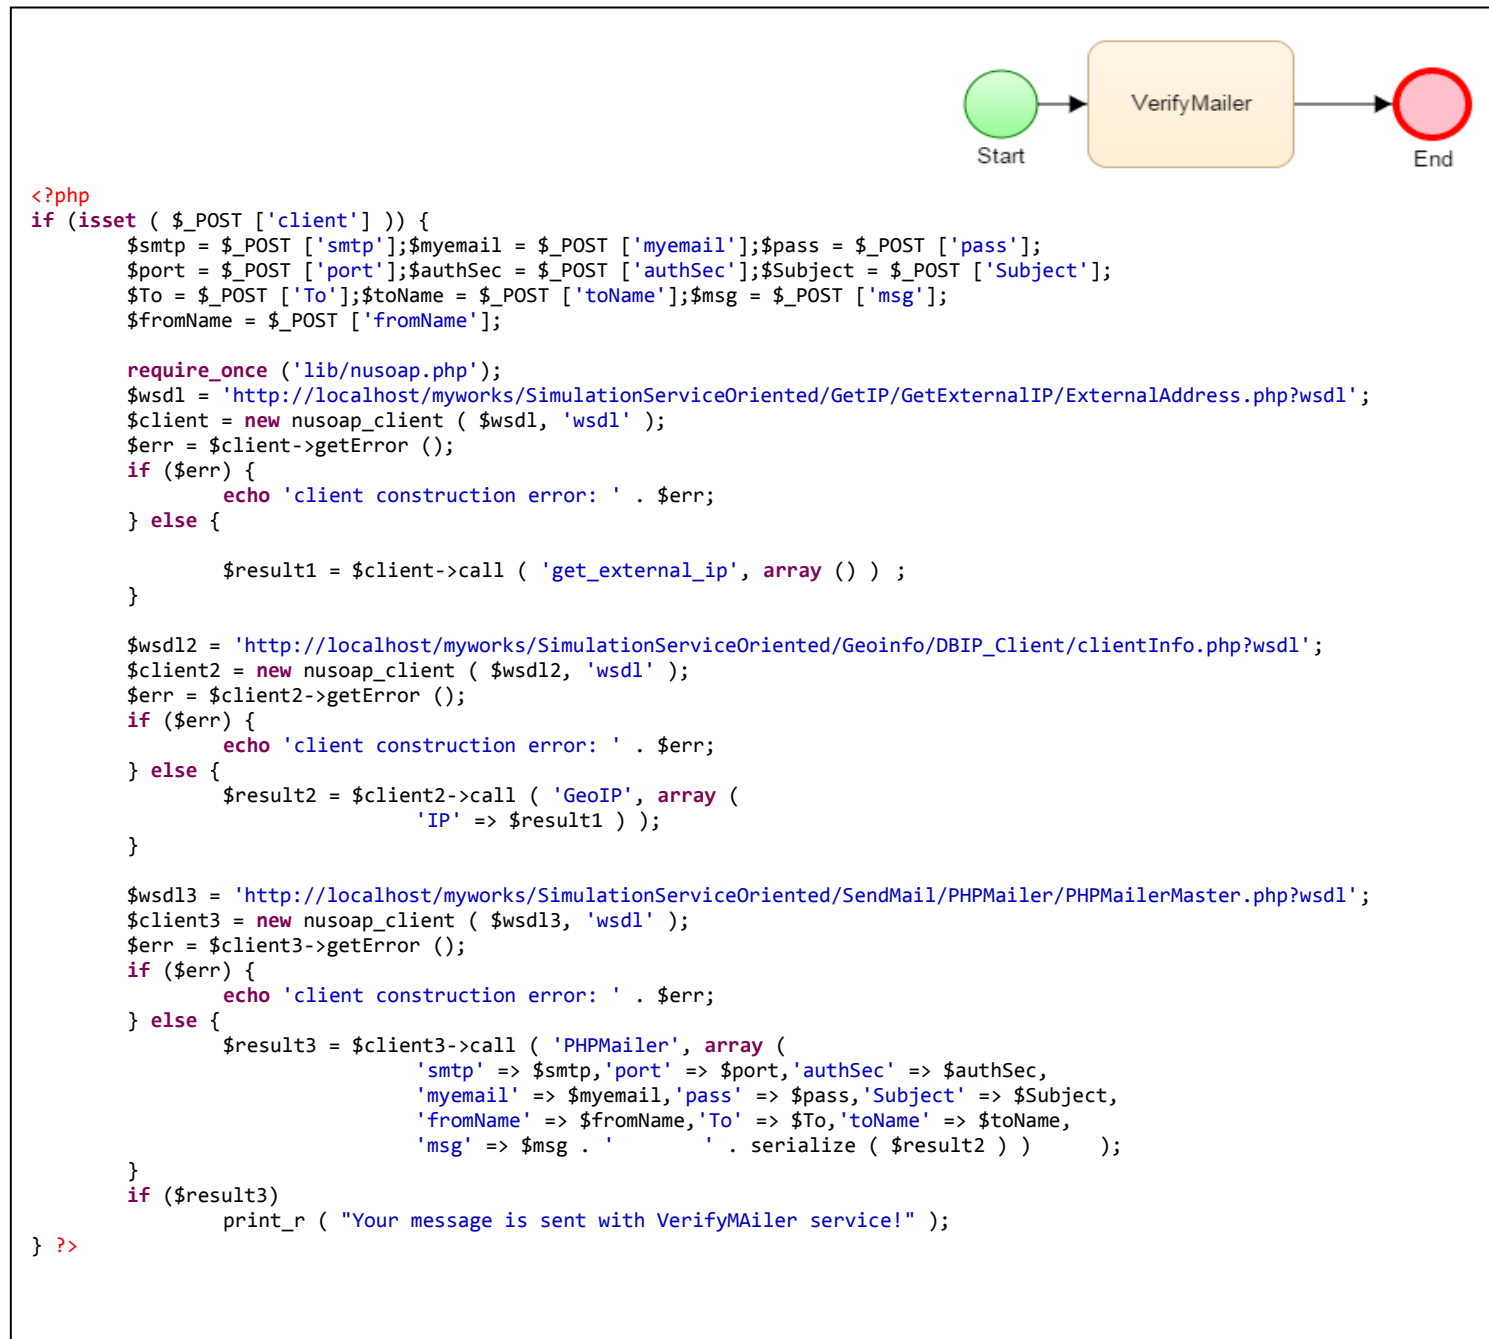 VerifyMailer
Start
End
<?php
if (isset ( $_POST ['client'] )) {
        $smtp = $_POST ['smtp'];$myemail = $_POST ['myemail'];$pass = $_POST ['pass'];
        $port = $_POST ['port'];$authSec = $_POST ['authSec'];$Subject = $_POST ['Subject'];
        $To = $_POST ['To'];$toName = $_POST ['toName'];$msg = $_POST ['msg'];
        $fromName = $_POST ['fromName'];

        require_once ('lib/nusoap.php');
        $wsdl = 'http://localhost/myworks/SimulationServiceOriented/GetIP/GetExternalIP/ExternalAddress.php?wsdl';
        $client = new nusoap_client ( $wsdl, 'wsdl' );
        $err = $client->getError ();
        if ($err) {
                echo 'client construction error: ' . $err;
        } else {

                $result1 = $client->call ( 'get_external_ip', array () ) ;
        }

        $wsdl2 = 'http://localhost/myworks/SimulationServiceOriented/Geoinfo/DBIP_Client/clientInfo.php?wsdl';
        $client2 = new nusoap_client ( $wsdl2, 'wsdl' );
        $err = $client2->getError ();
        if ($err) {
                echo 'client construction error: ' . $err;
        } else {
                $result2 = $client2->call ( 'GeoIP', array (
                                'IP' => $result1 ) );
        }

        $wsdl3 = 'http://localhost/myworks/SimulationServiceOriented/SendMail/PHPMailer/PHPMailerMaster.php?wsdl';
        $client3 = new nusoap_client ( $wsdl3, 'wsdl' );
        $err = $client3->getError ();
        if ($err) {
                echo 'client construction error: ' . $err;
        } else {
                $result3 = $client3->call ( 'PHPMailer', array (
                                'smtp' => $smtp,'port' => $port,'authSec' => $authSec,
                                'myemail' => $myemail,'pass' => $pass,'Subject' => $Subject,
                                'fromName' => $fromName,'To' => $To,'toName' => $toName,
                                'msg' => $msg . '       ' . serialize ( $result2 ) )      );
        }
        if ($result3)
                print_r ( "Your message is sent with VerifyMAiler service!" );
} ?>